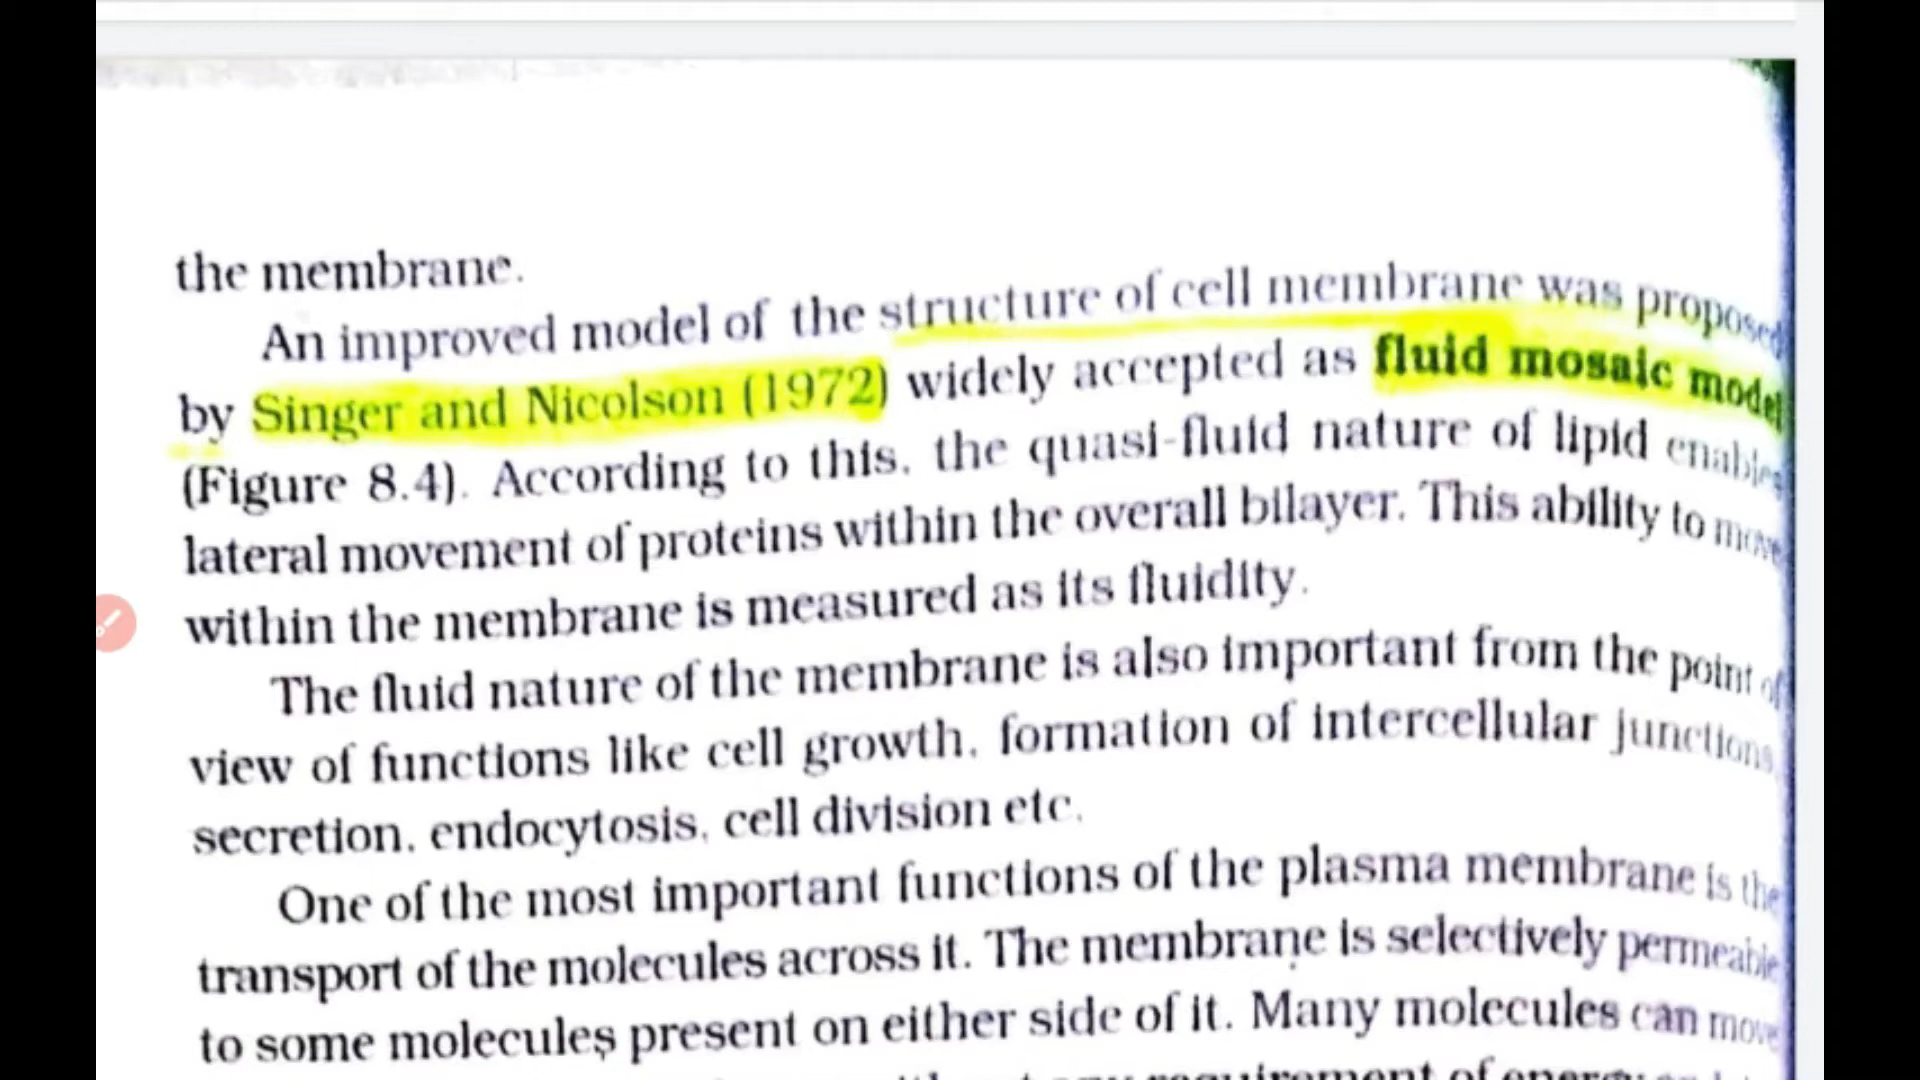 the membrane.
An improved model of the structure of cell membrane was proposed
by Singer and Nicolson (1972) widely accepted as fluid mosaic model
(Figure 8.4). According to this, the quasi-fluid nature of lipid enables
lateral movement of proteins within the overall bilayer. This ability to move
within the membrane is measured as its fluidity.
The fluid nature of the membrane is also important from the point of
view of functions like cell growth, formation of intercellular junctions,
secretion, endocytosis, cell division etc.
One of the most important functions of the plasma membrane is the
transport of the molecules across it. The membrane is selectively permeable
to some molecules present on either side of it. Many molecules can move
requirement of energy